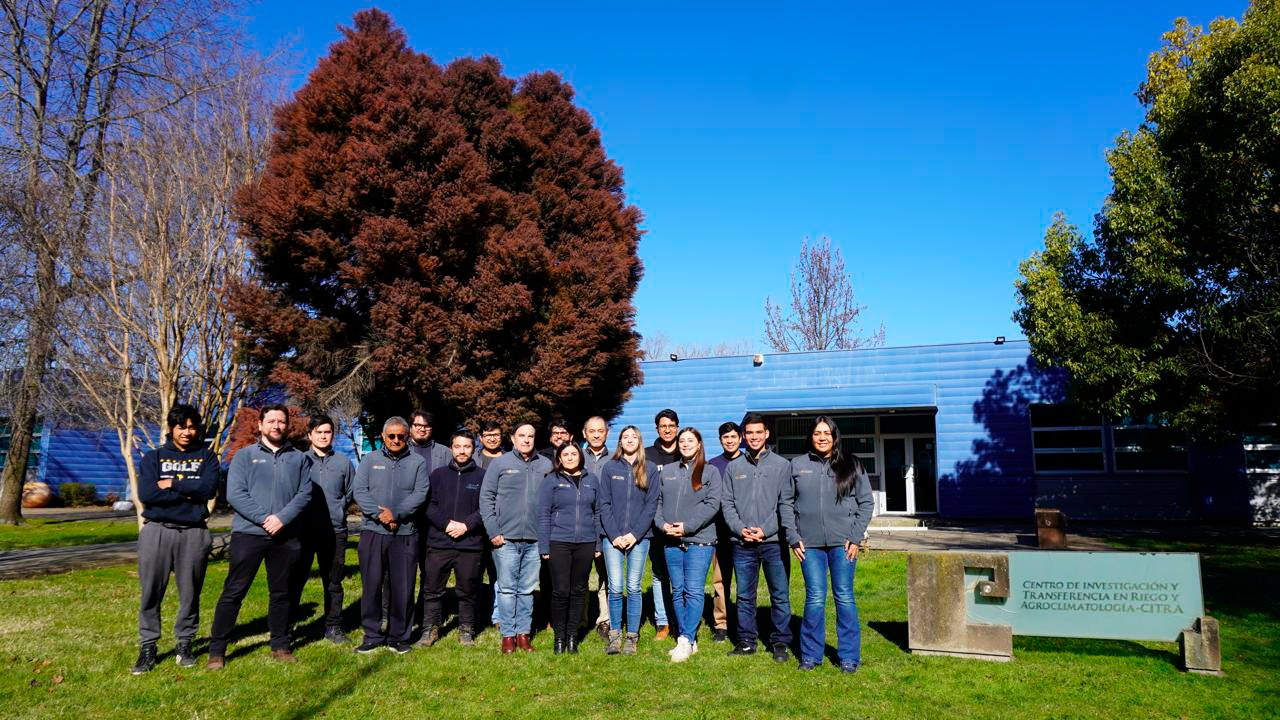 GOLF
CENTRO DE INVESTIGACIÓN Y
TRANSFERENCIA EN RIEGO Y
AGROCLIMATOLOGÍA-CITRA